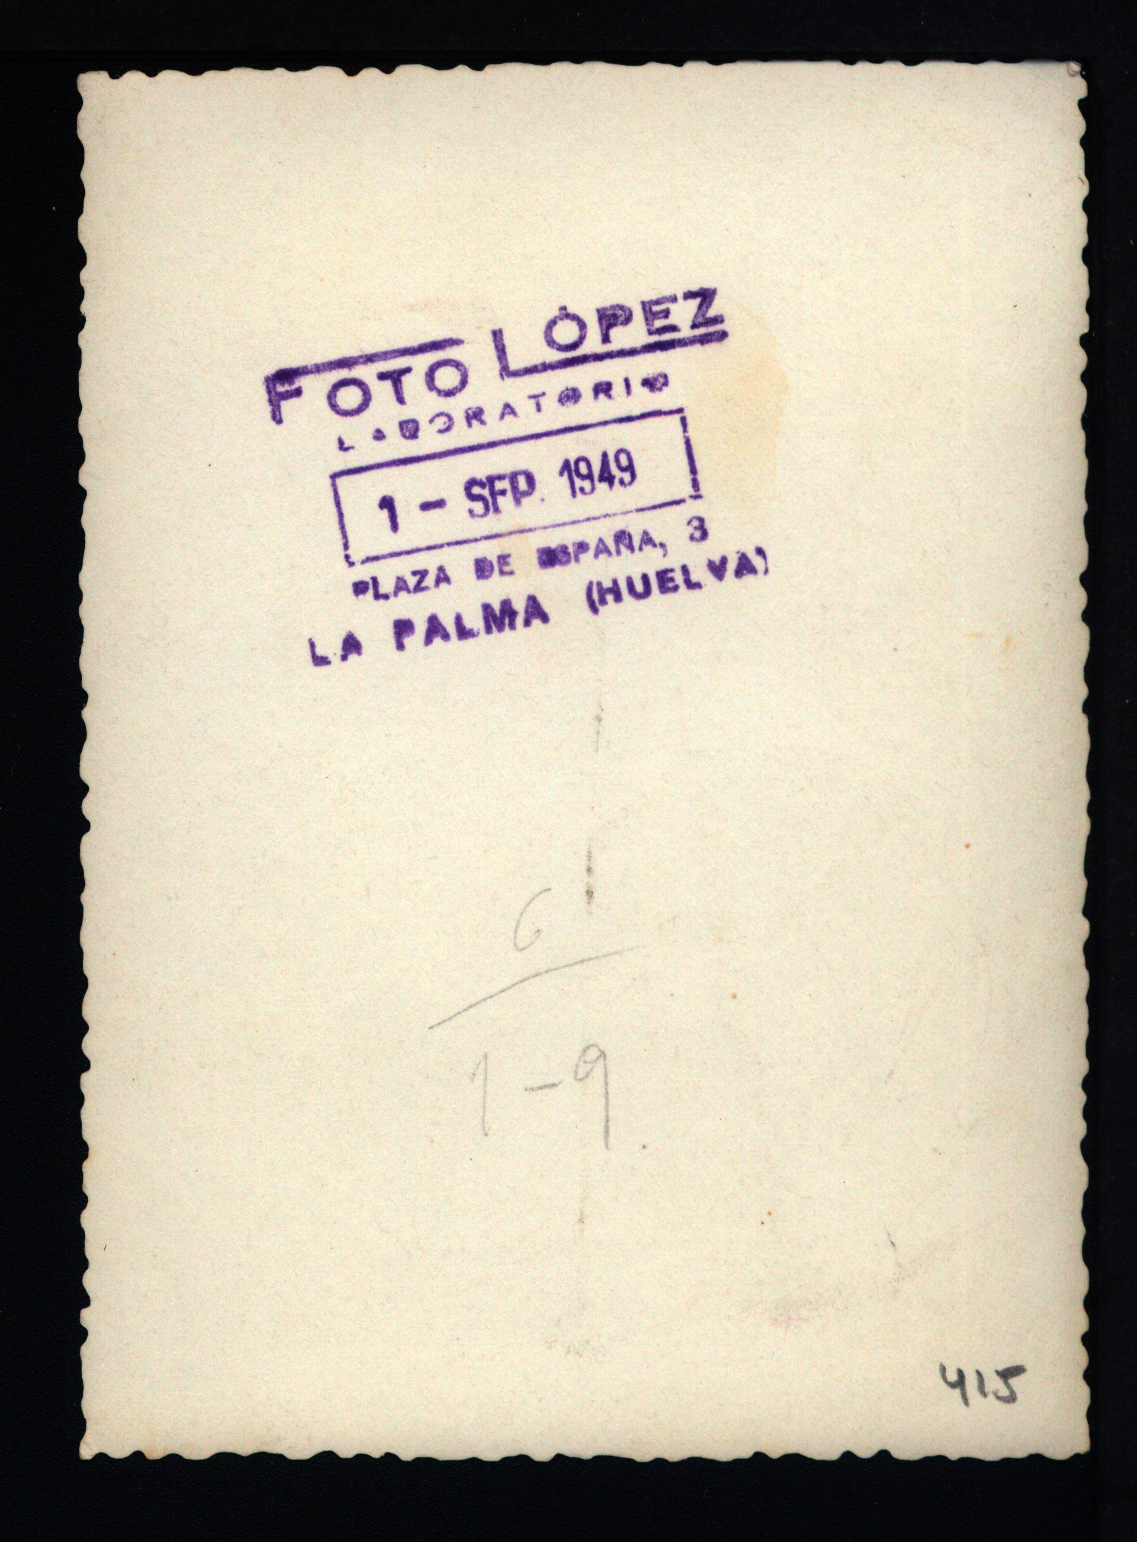 FOTO LÓPEZ
LABORATORIO
1 - SEP. 1949
PLAZA DE ESPAÑA, 3
LA PALMA (HUELVA)
6
1-9
415